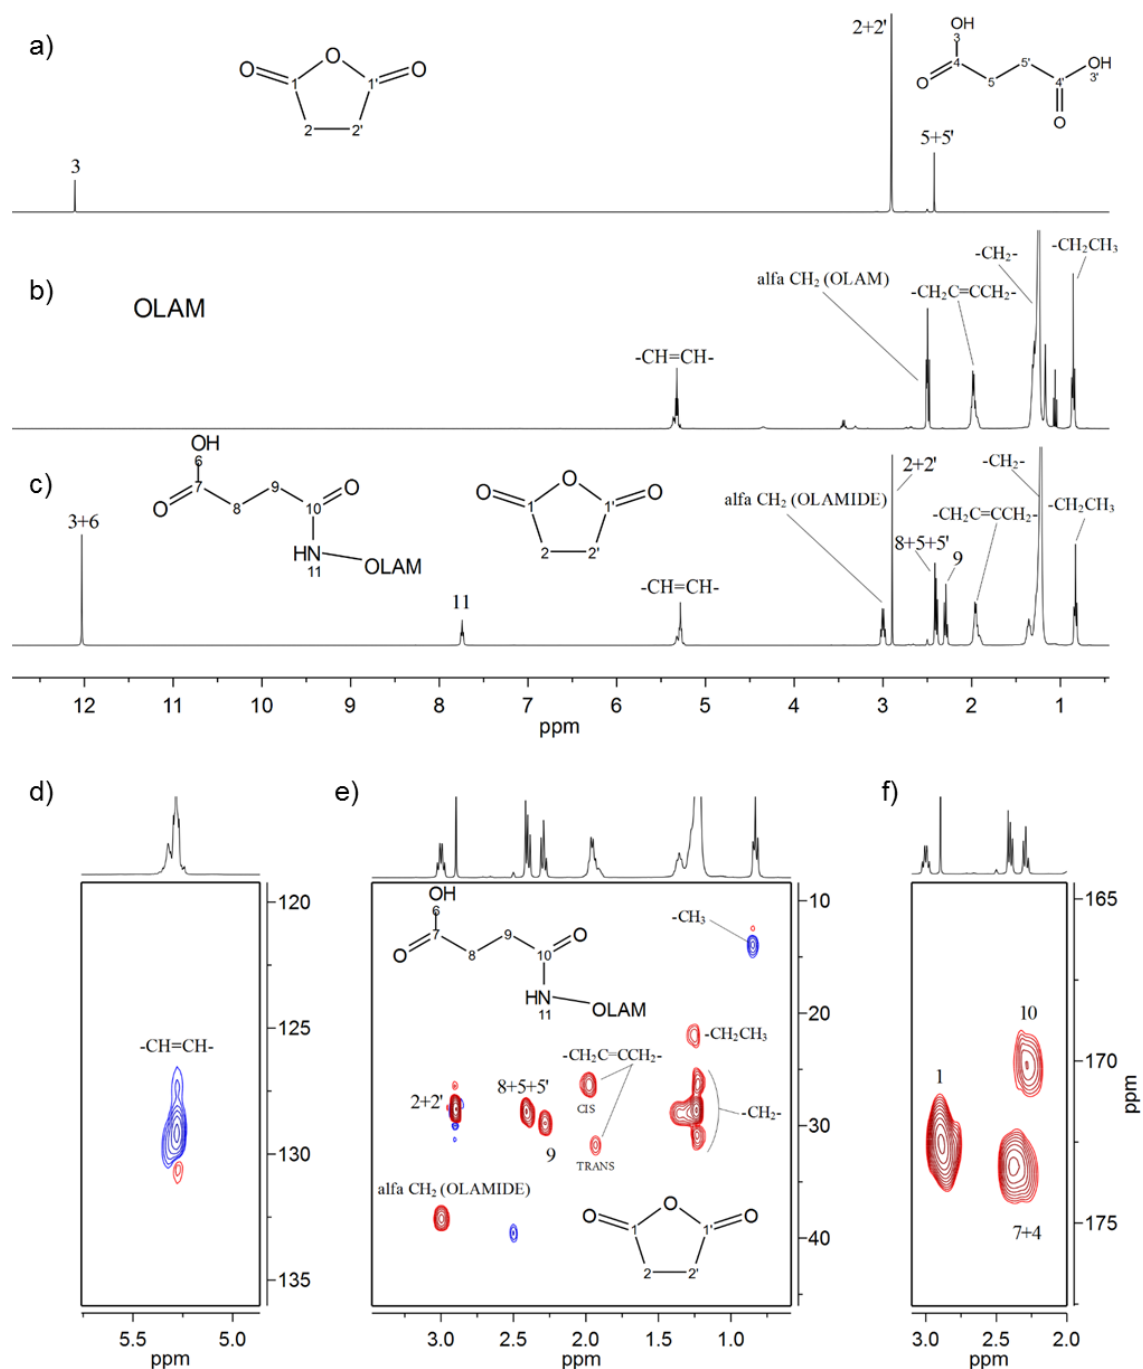 a)
O
O
O
1
1'
2
2'
2+2'
OH
3
4
5'
4'
OH
3'
O
5
O
5+5'
3
b)
OLAM
-CH=CH-
alfa CH₂ (OLAM)
-CH₂C=CCH₂-
-CH₂-
-CH₂CH₃
c)
3+6
OH
6
7
9
O
O
8
10
HN
11
OLAM
O
O
O
1
1'
2
2'
11
-CH=CH-
alfa CH₂ (OLAMIDE)
2+2'
8+5+5'
9
-CH₂C=CCH₂-
-CH₂-
-CH₂CH₃
12 11 10 9 8 7 6 5 4 3 2 1
ppm
d)
-CH=CH-
120
125
130
135
5.5 5.0
ppm
e)
OH
6
7
9
O
O
8
10
HN
11
OLAM
-CH₃
-CH₂CH₃
-CH₂C=CCH₂-
2+2'
8+5+5'
CIS
-CH₂-
9
TRANS
alfa CH₂ (OLAMIDE)
O
O
O
1
1'
2
2'
10
20
30
40
3.0 2.5 2.0 1.5 1.0
ppm
f)
10
1
7+4
165
170
175
3.0 2.5 2.0
ppm